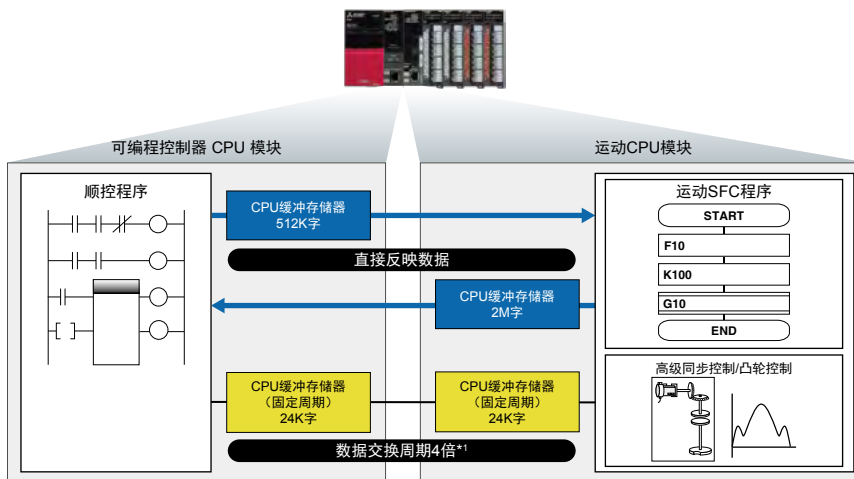 可编程控制器 CPU 模块
运动CPU模块
顺控程序
CPU缓冲存储器
512K字
直接反映数据
CPU缓冲存储器
2M字
CPU缓冲存储器
（固定周期）
24K字
CPU缓冲存储器
（固定周期）
24K字
数据交换周期4倍*1
运动SFC程序
START
F10
K100
G10
END
高级同步控制/凸轮控制